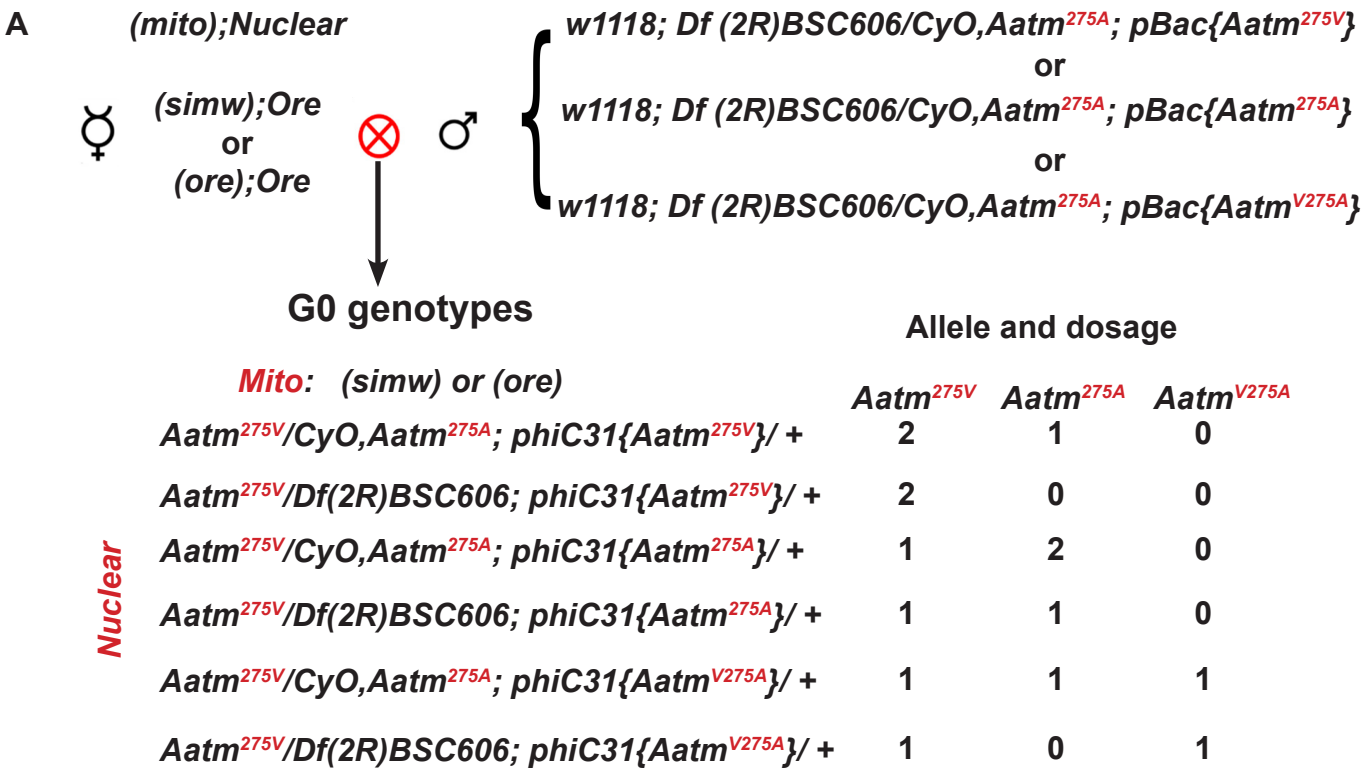 A (mito);Nuclear
w1118; Df (2R)BSC606/CyO,Aatm275A; pBac{Aatm275V}
or
(simw);Ore
or
(ore);Ore
w1118; Df (2R)BSC606/CyO,Aatm275A; pBac{Aatm275A}
or
w1118; Df (2R)BSC606/CyO,Aatm275A; pBac{AatmV275A}
G0 genotypes
Allele and dosage
Mito: (simw) or (ore)
Aatm275V Aatm275A AatmV275A
Nuclear
Aatm275V/CyO,Aatm275A; phiC31{Aatm275V}/ + 2 1 0
Aatm275V/Df(2R)BSC606; phiC31{Aatm275V}/ + 2 0 0
Aatm275V/CyO,Aatm275A; phiC31{Aatm275A}/ + 1 2 0
Aatm275V/Df(2R)BSC606; phiC31{Aatm275A}/ + 1 1 0
Aatm275V/CyO,Aatm275A; phiC31{AatmV275A}/ + 1 1 1
Aatm275V/Df(2R)BSC606; phiC31{AatmV275A}/ + 1 0 1